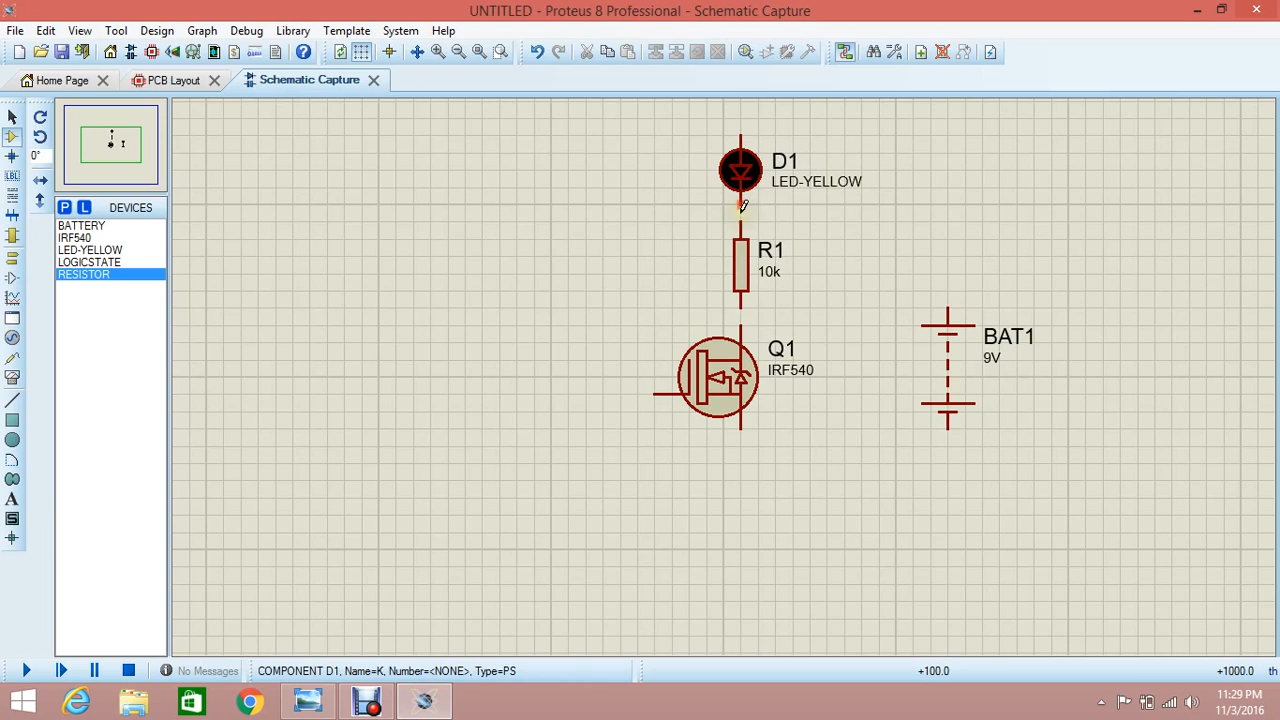 UNTITLED - Proteus 8 Professional - Schematic Capture
File Edit View Tool Design Graph Debug Library Template System Help
Home Page PCB Layout Schematic Capture
0°
P L DEVICES
BATTERY
IRF540
LED-YELLOW
LOGICSTATE
RESISTOR
D1
LED-YELLOW
R1
10k
Q1
IRF540
BAT1
9V
A
S
No Messages COMPONENT D1, Name=K, Number=<NONE>, Type=PS +100.0 +1000.0 th
11:29 PM
11/3/2016